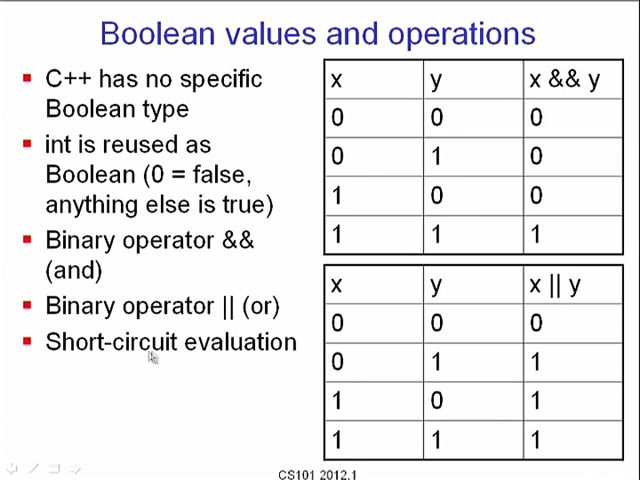 Boolean values and operations
C++ has no specific
Boolean type
int is reused as
Boolean (0 = false,
anything else is true)
Binary operator &&
(and)
Binary operator || (or)
Short-circuit evaluation
x y x && y
0 0 0
0 1 0
1 0 0
1 1 1
x y x || y
0 0 0
0 1 1
1 0 1
1 1 1
CS101 2012.1